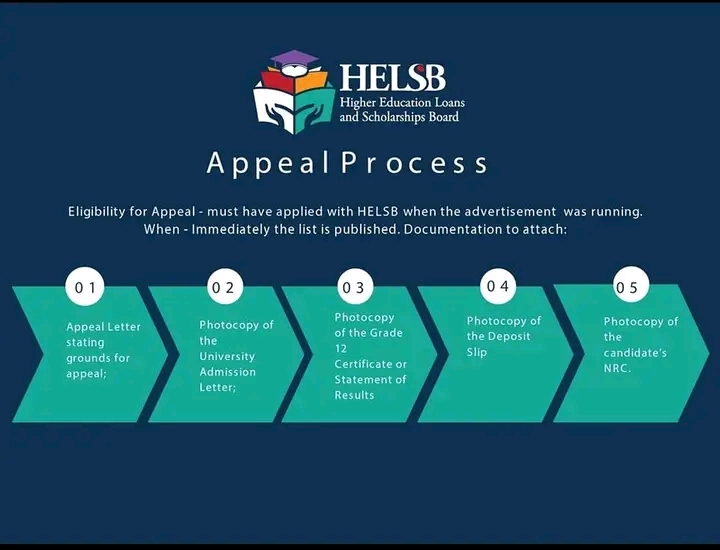 HELSB
Higher Education Loans
and Scholarships Board
Appeal Process
Eligibility for Appeal - must have applied with HELSB when the advertisement was running.
When - Immediately the list is published. Documentation to attach:
01
Appeal Letter
stating
grounds for
appeal;
02
Photocopy of
the
University
Admission
Letter;
03
Photocopy
of the Grade
12
Certificate or
Statement of
Results
04
Photocopy of
the Deposit
Slip
05
Photocopy of
the
candidate's
NRC.